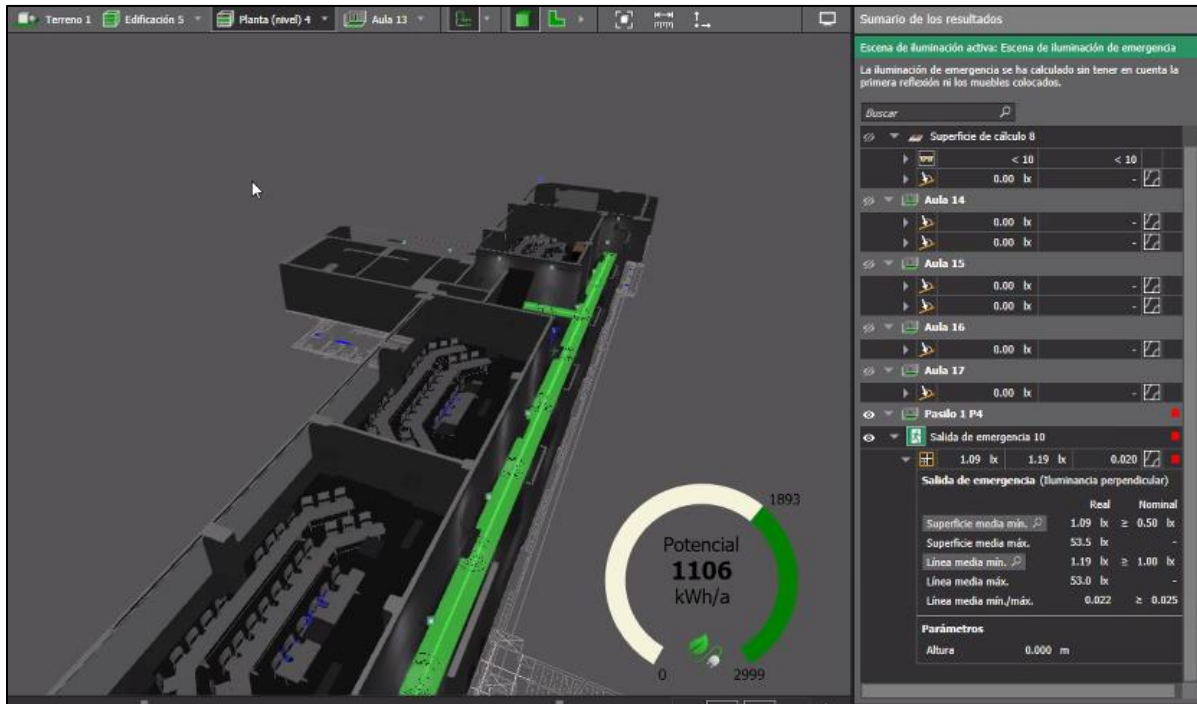 Terreno 1 Edificación 5 Planta (nivel) 4 Aula 13
Potencial
1106
kWh/a
1893
0
2999
Sumario de los resultados
Escena de iluminación activa: Escena de iluminación de emergencia
La iluminación de emergencia se ha calculado sin tener en cuenta la
primera reflexión ni los muebles colocados.
Buscar
Superficie de cálculo 8
< 10 < 10
0.00 lx -
Aula 14
0.00 lx -
0.00 lx -
Aula 15
0.00 lx -
0.00 lx -
Aula 16
0.00 lx -
Aula 17
0.00 lx -
Pasilo 1 P4
Salida de emergencia 10
1.09 lx 1.19 lx 0.020
Salida de emergencia (Iluminancia perpendicular)
Real Nominal
Superficie media mín. 1.09 lx ≥ 0.50 lx
Superficie media máx. 53.5 lx -
Línea media mín. 1.19 lx ≥ 1.00 lx
Línea media máx. 53.0 lx -
Línea media mín./máx. 0.022 ≥ 0.025
Parámetros
Altura 0.000 m